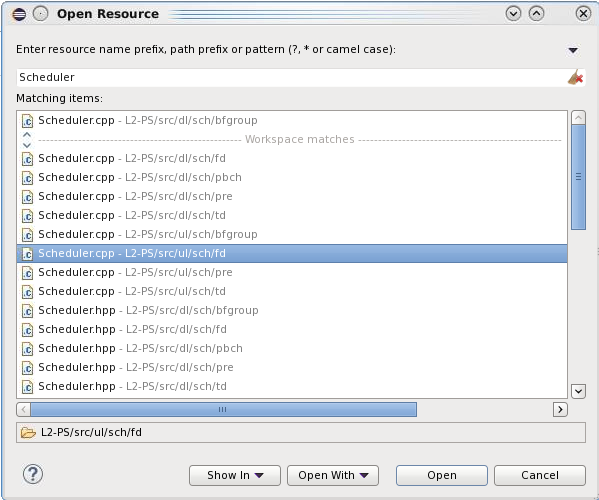 Open Resource
Enter resource name prefix, path prefix or pattern (?, * or camel case):
Scheduler
Matching items:
Scheduler.cpp - L2-PS/src/dl/sch/bfgroup
Workspace matches
Scheduler.cpp - L2-PS/src/dl/sch/fd
Scheduler.cpp - L2-PS/src/dl/sch/pbch
Scheduler.cpp - L2-PS/src/dl/sch/pre
Scheduler.cpp - L2-PS/src/dl/sch/td
Scheduler.cpp - L2-PS/src/ul/sch/bfgroup
Scheduler.cpp - L2-PS/src/ul/sch/fd
Scheduler.cpp - L2-PS/src/ul/sch/pre
Scheduler.cpp - L2-PS/src/ul/sch/td
Scheduler.hpp - L2-PS/src/dl/sch/bfgroup
Scheduler.hpp - L2-PS/src/dl/sch/fd
Scheduler.hpp - L2-PS/src/dl/sch/pbch
Scheduler.hpp - L2-PS/src/dl/sch/pre
Scheduler.hpp - L2-PS/src/dl/sch/td
L2-PS/src/ul/sch/fd
Show In Open With Open Cancel